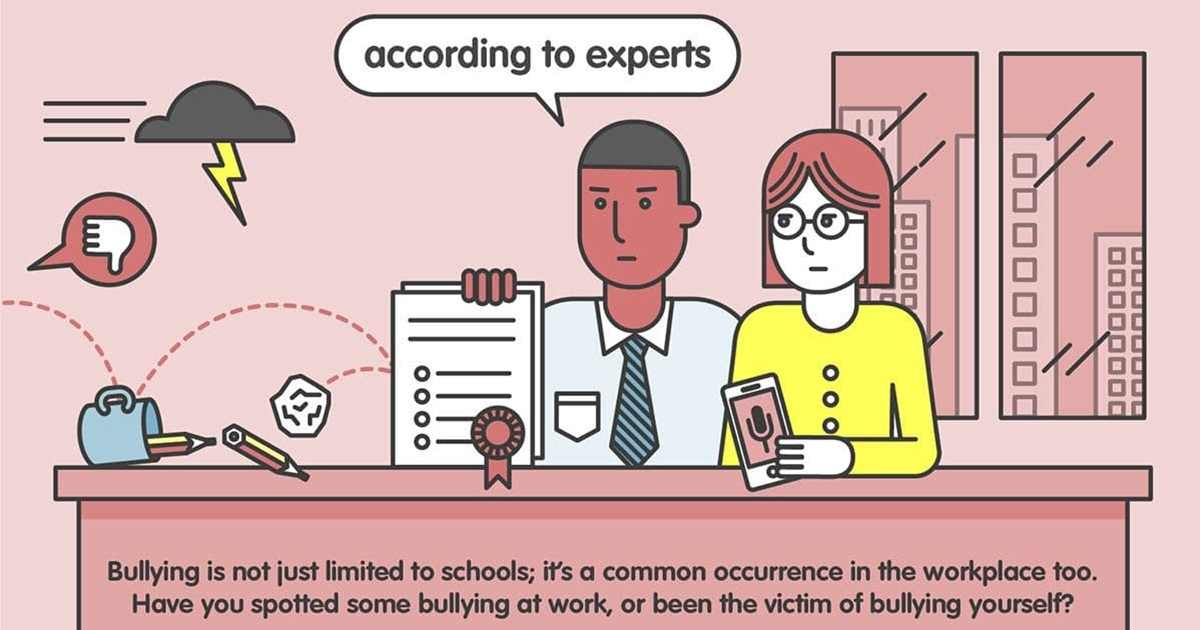 according to experts
Bullying is not just limited to schools; it's a common occurrence in the workplace too.
Have you spotted some bullying at work, or been the victim of bullying yourself?